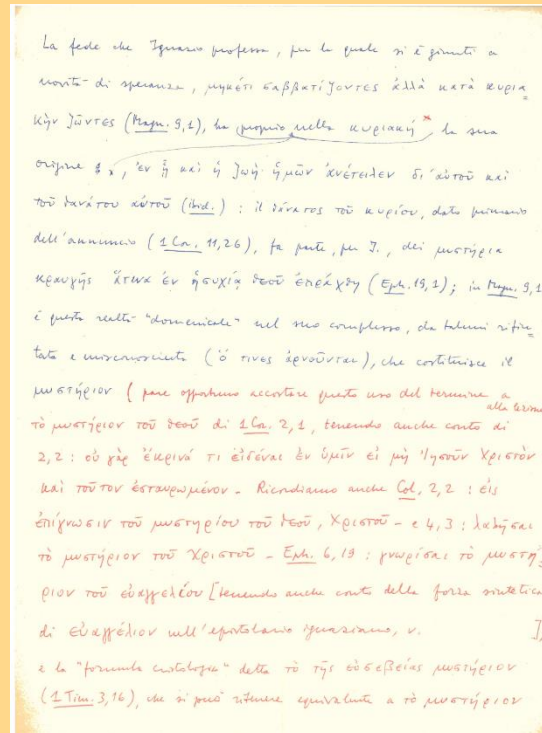 La fede che Ignazio professa, per la quale si è giunti a
novità di speranza, μηκέτι σαββατίζοντες ἀλλὰ κατὰ κυρια=
κὴν ζῶντες (Magn. 9,1), ha proprio nella κυριακή la sua
origine, ἐν ᾗ καὶ ἡ ζωὴ ἡμῶν ἀνέτειλεν δι' αὐτοῦ καὶ
τοῦ θανάτου αὐτοῦ (ibid.) : il θάνατος τοῦ κυρίου, dato primario
dell'annuncio (1 Cor. 11,26), fa parte, per I., dei μυστήρια
κραυγῆς ἅτινα ἐν ἡσυχίᾳ θεοῦ ἐπράχθη (Eph. 19,1); in Magn. 9,1
è questa realtà "domenicale" nel suo complesso, da taluni rifiu=
tata e misconosciuta (ὅ τινες ἀρνοῦνται), che costituisce il
μυστήριον (pare opportuno accostare questo uso del termine a
alla lezione
τὸ μυστήριον τοῦ θεοῦ di 1 Cor. 2,1, tenendo anche conto di
2,2 : οὐ γὰρ ἔκρινά τι εἰδέναι ἐν ὑμῖν εἰ μὴ Ἰησοῦν Χριστὸν
καὶ τοῦτον ἐσταυρωμένον - Ricordiamo anche Col. 2,2 : εἰς
ἐπίγνωσιν τοῦ μυστηρίου τοῦ θεοῦ, Χριστοῦ - e 4,3 : λαλῆσαι
τὸ μυστήριον τοῦ Χριστοῦ - Eph. 6,19 : γνωρίσαι τὸ μυστή=
ριον τοῦ εὐαγγελίου [tenendo anche conto della forza sintetica
di εὐαγγέλιον nell'epistolario ignaziano, v. ],
e la "formula cristologica" detta τὸ τῆς εὐσεβείας μυστήριον
(1 Tim. 3,16), che si può ritenere equivalente a τὸ μυστήριον